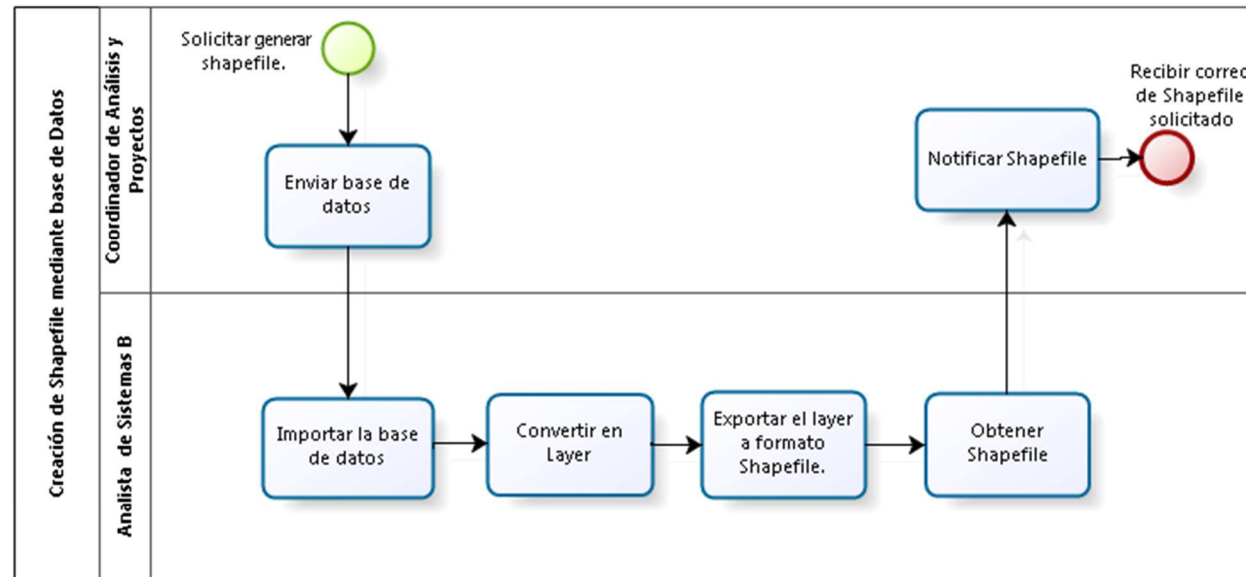 Creación de Shapefile mediante base de Datos
Coordinador de Análisis y
Proyectos
Solicitar generar
shapefile.
Enviar base de
datos
Notificar Shapefile
Recibir correo
de Shapefile
solicitado
Analista de Sistemas B
Importar la base
de datos
Convertir en
Layer
Exportar el layer
a formato
Shapefile.
Obtener
Shapefile